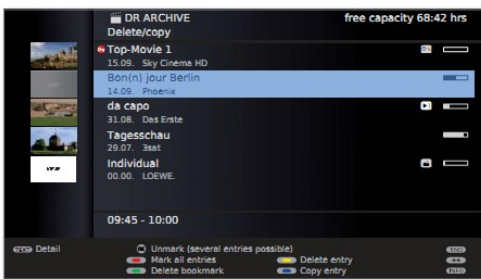 DR ARCHIVE free capacity 68:42 hrs
Delete/copy
Top-Movie 1
15.09. Sky Cinema HD
Bon(n) jour Berlin
14.09. Phoenix
da capo
31.08. Das Erste
Tagesschau
29.07. 3sat
Individual
00.00. LOEWE.
09:45 - 10:00
Detail
Unmark (several entries possible)
Mark all entries Delete entry
Delete bookmark Copy entry
END